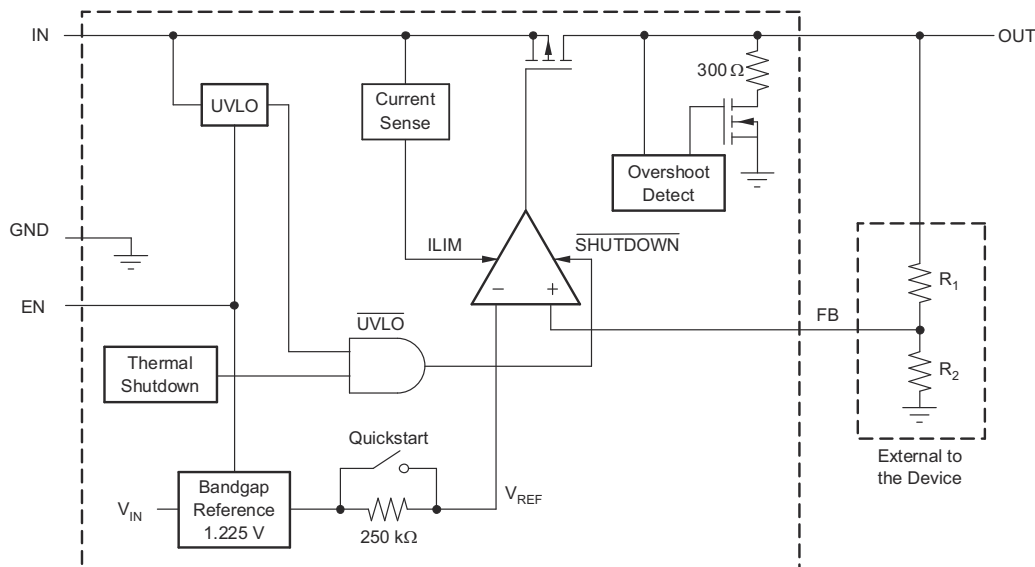 IN
OUT
300 Ω
UVLO
Current
Sense
Overshoot
Detect
GND
ILIM
SHUTDOWN
EN
UVLO
− +
FB
R1
R2
Thermal
Shutdown
External to
the Device
Quickstart
VIN
Bandgap
Reference
1.225 V
VREF
250 kΩ